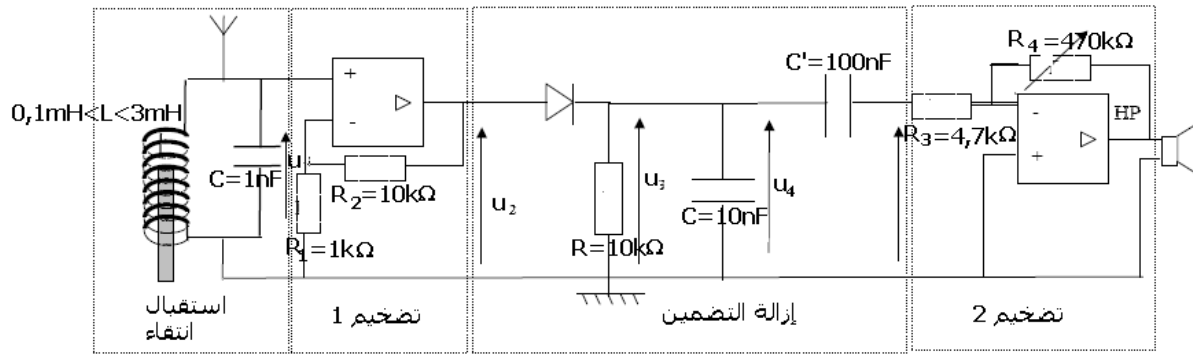 R4=470kΩ
C'=100nF
0,1mH<L<3mH
+
-
R3=4,7kΩ
-
+
HP
C=1nF
u
R2=10kΩ
R1=1kΩ
u2
u3
u4
C=10nF
R=10kΩ
استقبال
انتقاء
تضخيم 1
إزالة التضمين
تضخيم 2